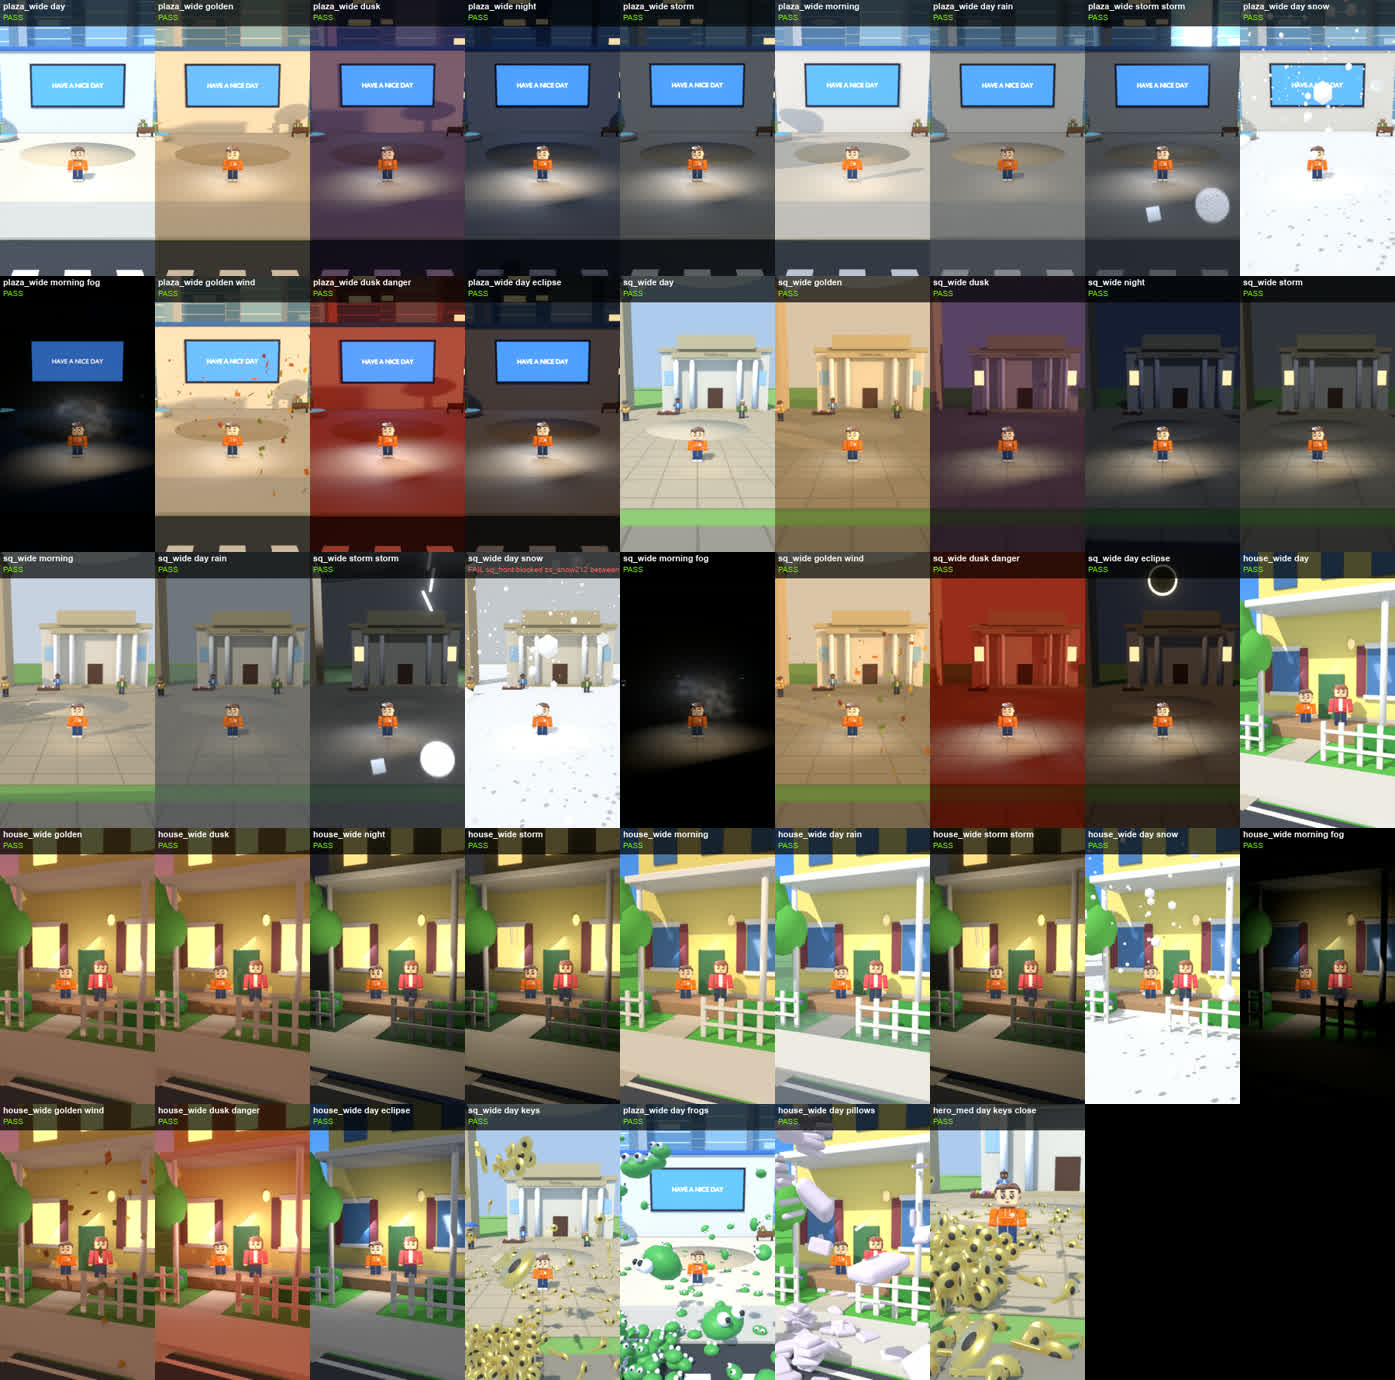 plaza_wide day
PASS
HAVE A NICE DAY
plaza_wide golden
PASS
HAVE A NICE DAY
plaza_wide dusk
PASS
HAVE A NICE DAY
plaza_wide night
PASS
HAVE A NICE DAY
plaza_wide storm
PASS
HAVE A NICE DAY
plaza_wide morning
PASS
HAVE A NICE DAY
plaza_wide day rain
PASS
HAVE A NICE DAY
plaza_wide storm storm
PASS
HAVE A NICE DAY
plaza_wide day snow
PASS
plaza_wide morning fog
PASS
HAVE A NICE DAY
plaza_wide golden wind
PASS
HAVE A NICE DAY
plaza_wide dusk danger
PASS
HAVE A NICE DAY
plaza_wide day eclipse
PASS
HAVE A NICE DAY
sq_wide day
PASS
sq_wide golden
PASS
sq_wide dusk
PASS
sq_wide night
PASS
sq_wide storm
PASS
sq_wide morning
PASS
sq_wide day rain
PASS
sq_wide storm storm
PASS
sq_wide day snow
FAIL sq_front blocked zs_snow212 between
sq_wide morning fog
PASS
sq_wide golden wind
PASS
sq_wide dusk danger
PASS
sq_wide day eclipse
PASS
house_wide day
PASS
house_wide golden
PASS
house_wide dusk
PASS
house_wide night
PASS
house_wide storm
PASS
house_wide morning
PASS
house_wide day rain
PASS
house_wide storm storm
PASS
house_wide day snow
PASS
house_wide morning fog
PASS
house_wide golden wind
PASS
house_wide dusk danger
PASS
house_wide day eclipse
PASS
sq_wide day keys
PASS
plaza_wide day frogs
PASS
HAVE A NICE DAY
house_wide day pillows
PASS
hero_med day keys close
PASS